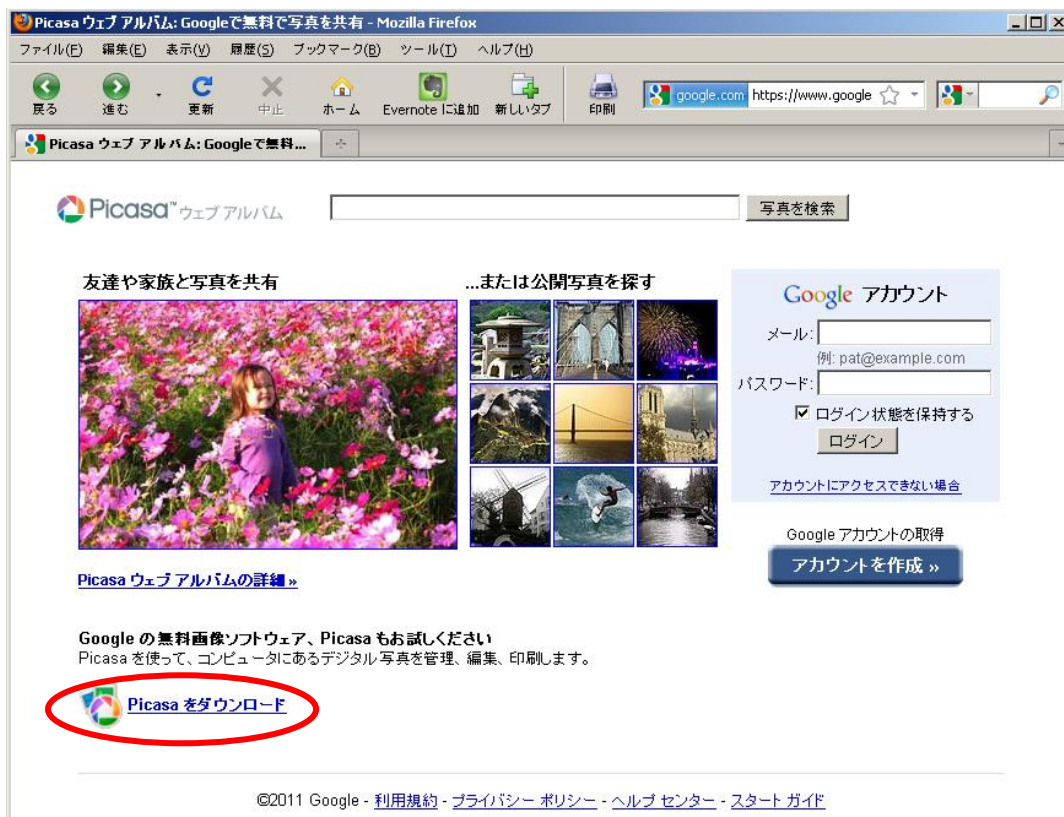 Picasa ウェブ アルバム: Googleで無料で写真を共有 - Mozilla Firefox
ファイル(F) 編集(E) 表示(V) 履歴(S) ブックマーク(B) ツール(T) ヘルプ(H)
戻る 進む 更新 中止 ホーム Evernote に追加 新しいタブ 印刷 google.com https://www.google
Picasa ウェブ アルバム: Googleで無料...
Picasa™ ウェブ アルバム 写真を検索
友達や家族と写真を共有 ...または公開写真を探す
Google アカウント
メール:
例: pat@example.com
パスワード:
ログイン状態を保持する
ログイン
アカウントにアクセスできない場合
Google アカウントの取得
アカウントを作成 »
Picasa ウェブ アルバムの詳細 »
Google の無料画像ソフトウェア、Picasa もお試しください
Picasa を使って、コンピュータにあるデジタル写真を管理、編集、印刷します。
Picasa をダウンロード
©2011 Google - 利用規約 - プライバシー ポリシー - ヘルプ センター - スタート ガイド